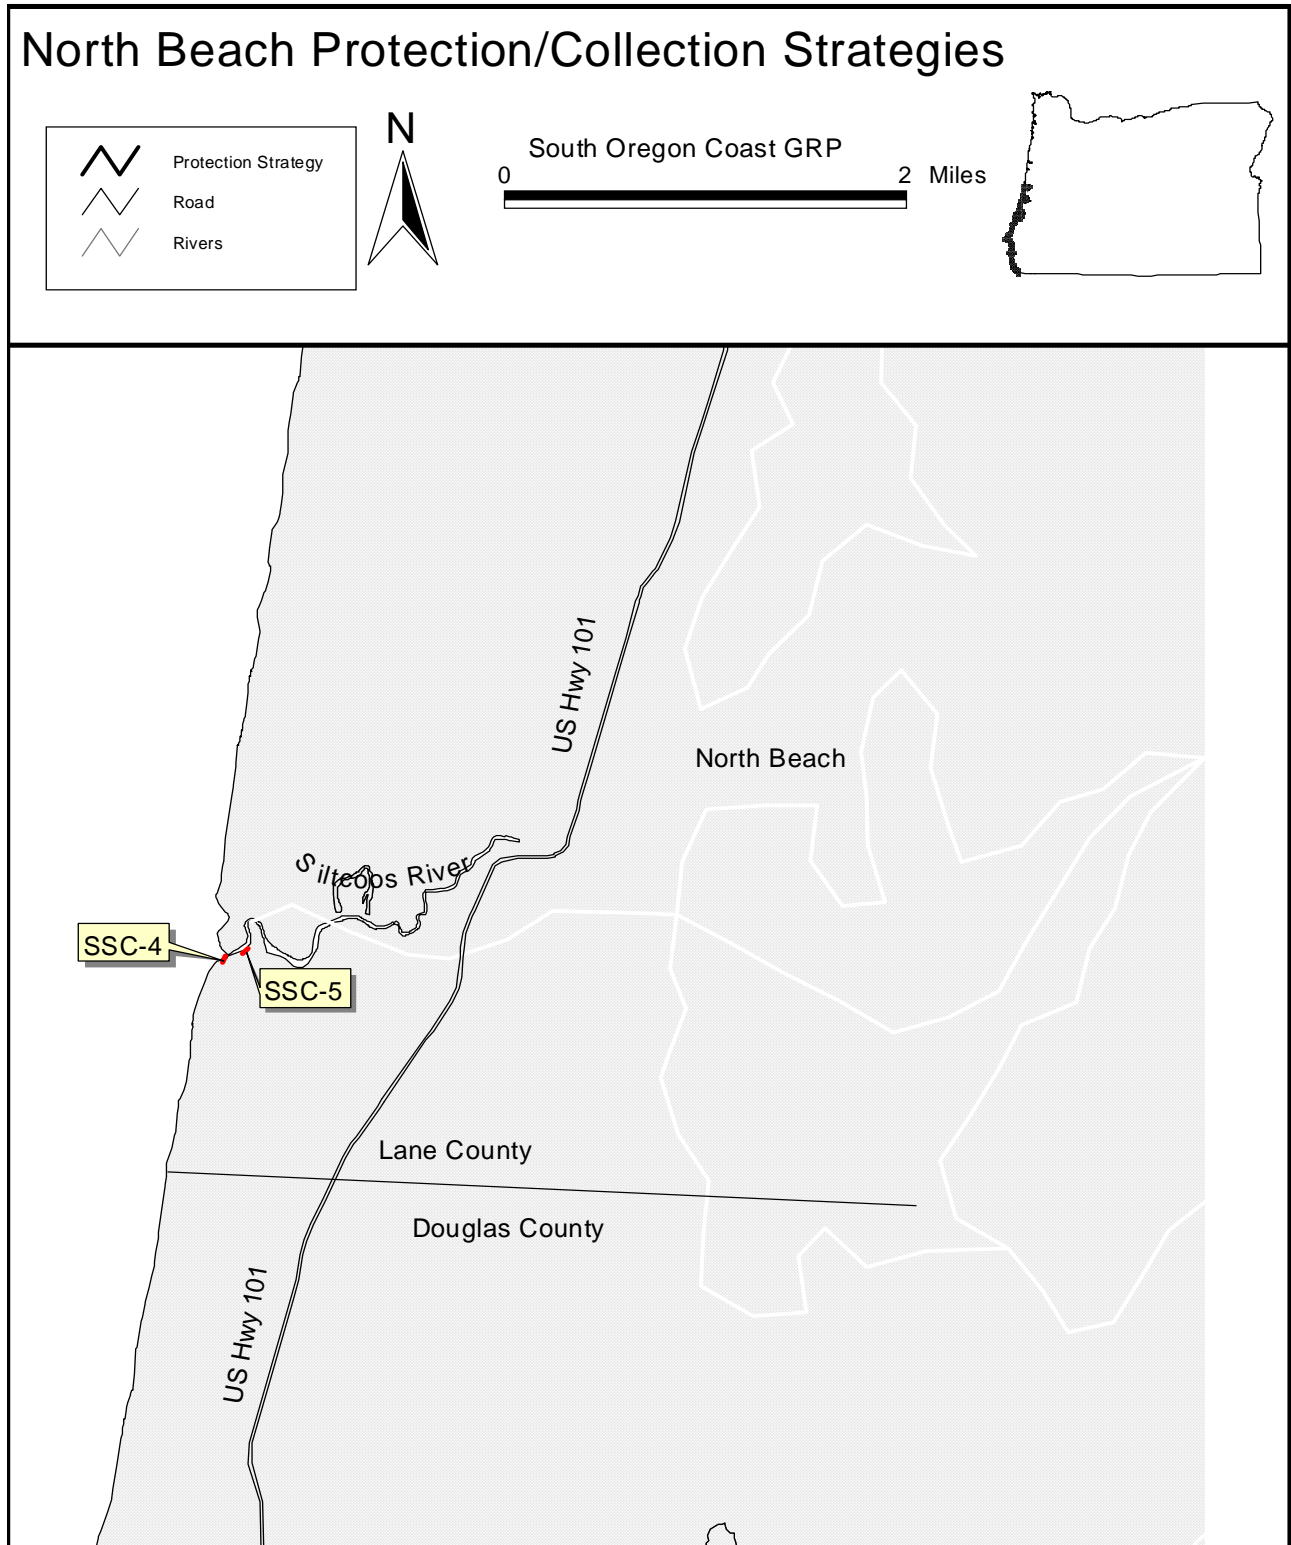 North Beach Protection/Collection Strategies
Protection Strategy
Road
Rivers
N
South Oregon Coast GRP
0 2 Miles
US Hwy 101
North Beach
Siltcoos River
SSC-4
SSC-5
Lane County
Douglas County
US Hwy 101